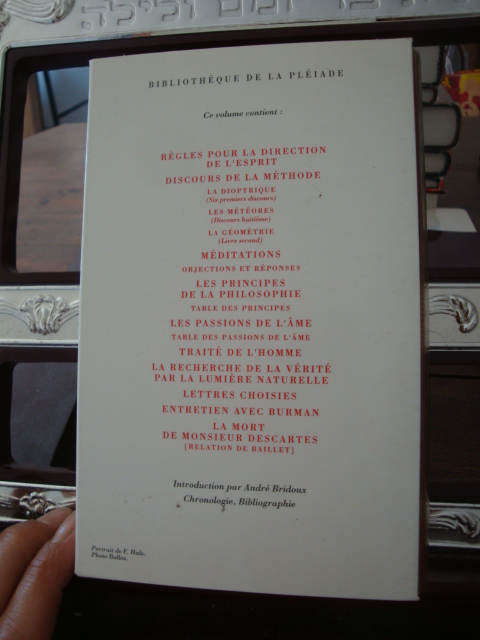 BIBLIOTHÈQUE DE LA PLÉIADE
Ce volume contient :
RÈGLES POUR LA DIRECTION
DE L'ESPRIT
DISCOURS DE LA MÉTHODE
LA DIOPTRIQUE
(Six premiers discours)
LES MÉTÉORES
(Discours huitième)
LA GÉOMÉTRIE
(Livre second)
MÉDITATIONS
OBJECTIONS ET RÉPONSES
LES PRINCIPES
DE LA PHILOSOPHIE
TABLE DES PRINCIPES
LES PASSIONS DE L'ÂME
TABLE DES PASSIONS DE L'ÂME
TRAITÉ DE L'HOMME
LA RECHERCHE DE LA VÉRITÉ
PAR LA LUMIÈRE NATURELLE
LETTRES CHOISIES
ENTRETIEN AVEC BURMAN
LA MORT
DE MONSIEUR DESCARTES
[RELATION DE BAILLET]
Introduction par André Bridoux
Chronologie, Bibliographie
Portrait de F. Hals.
Photo Bulloz.